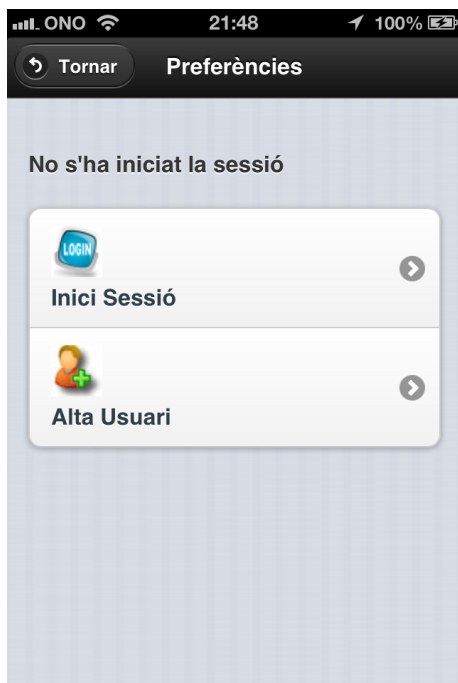 ONO 21:48 100%
Tornar Preferències
No s'ha iniciat la sessió
LOGIN
Inici Sessió
Alta Usuari